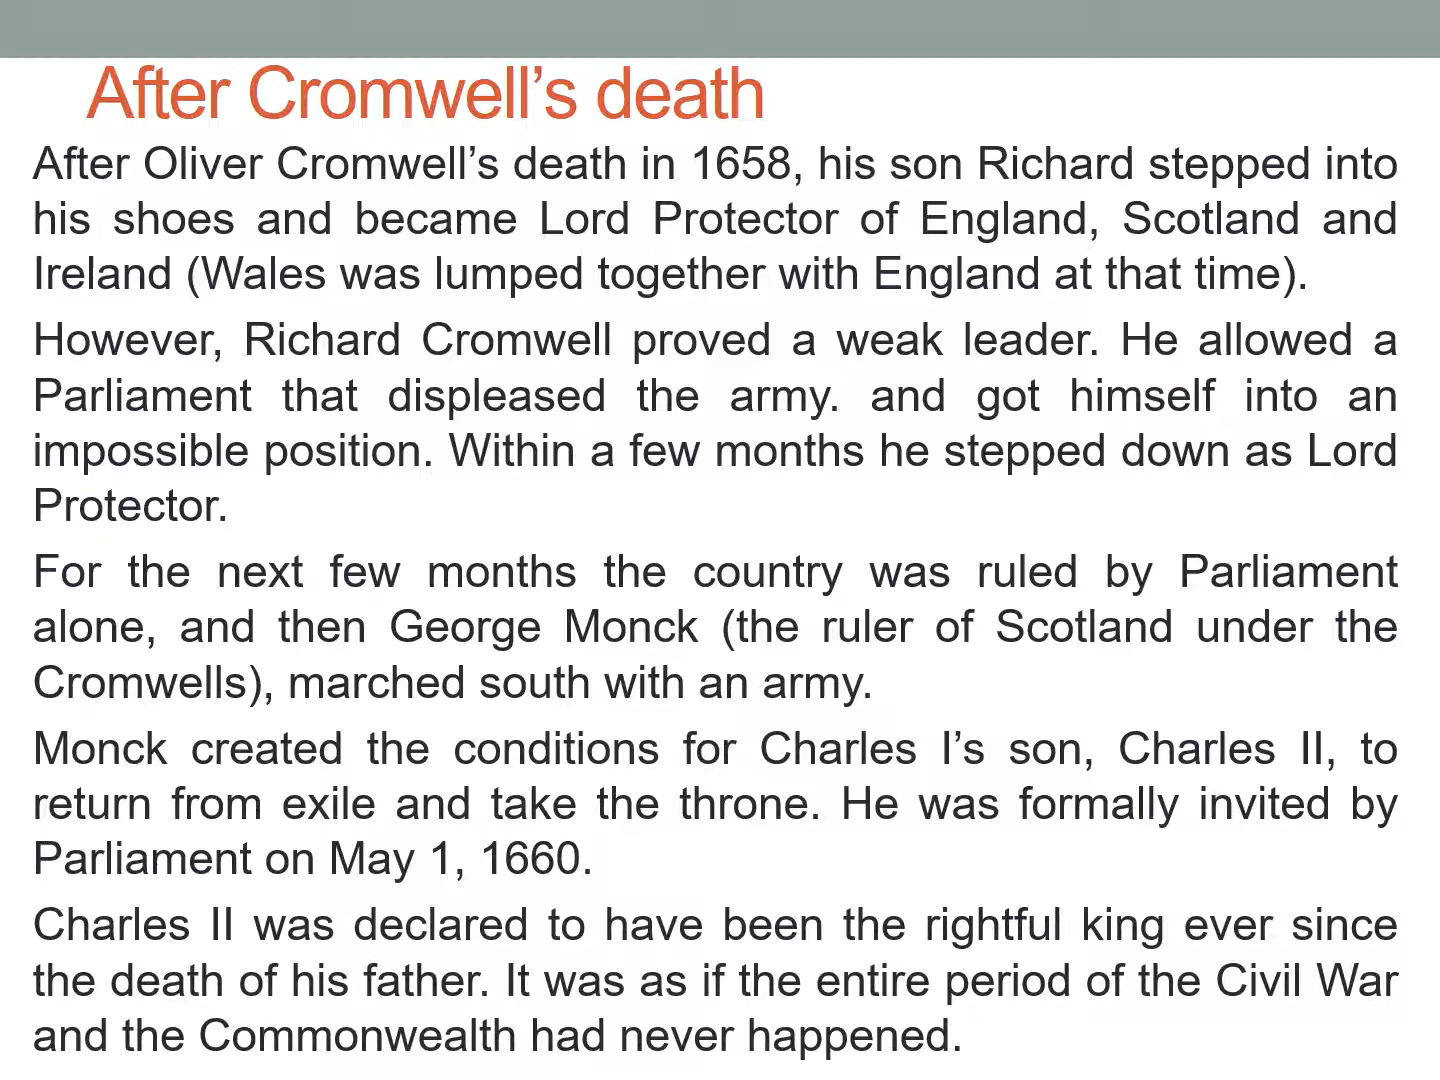 After Cromwell’s death
After Oliver Cromwell’s death in 1658, his son Richard stepped into
his shoes and became Lord Protector of England, Scotland and
Ireland (Wales was lumped together with England at that time).
However, Richard Cromwell proved a weak leader. He allowed a
Parliament that displeased the army. and got himself into an
impossible position. Within a few months he stepped down as Lord
Protector.
For the next few months the country was ruled by Parliament
alone, and then George Monck (the ruler of Scotland under the
Cromwells), marched south with an army.
Monck created the conditions for Charles I’s son, Charles II, to
return from exile and take the throne. He was formally invited by
Parliament on May 1, 1660.
Charles II was declared to have been the rightful king ever since
the death of his father. It was as if the entire period of the Civil War
and the Commonwealth had never happened.